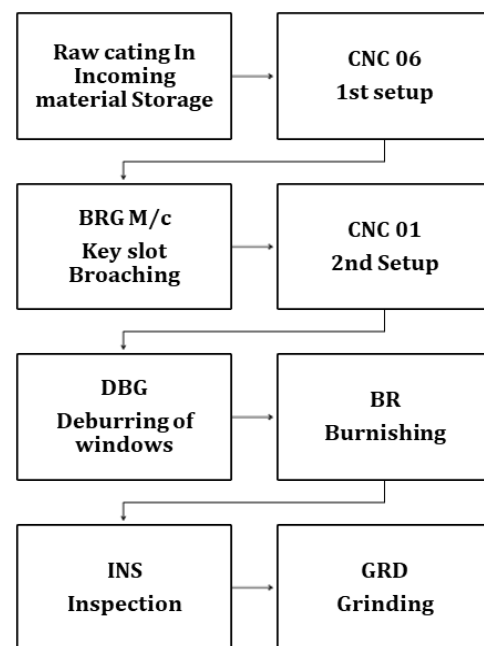 Raw cating In
Incoming
material Storage
CNC 06
1st setup
BRG M/c
Key slot
Broaching
CNC 01
2nd Setup
DBG
Deburring of
windows
BR
Burnishing
INS
Inspection
GRD
Grinding